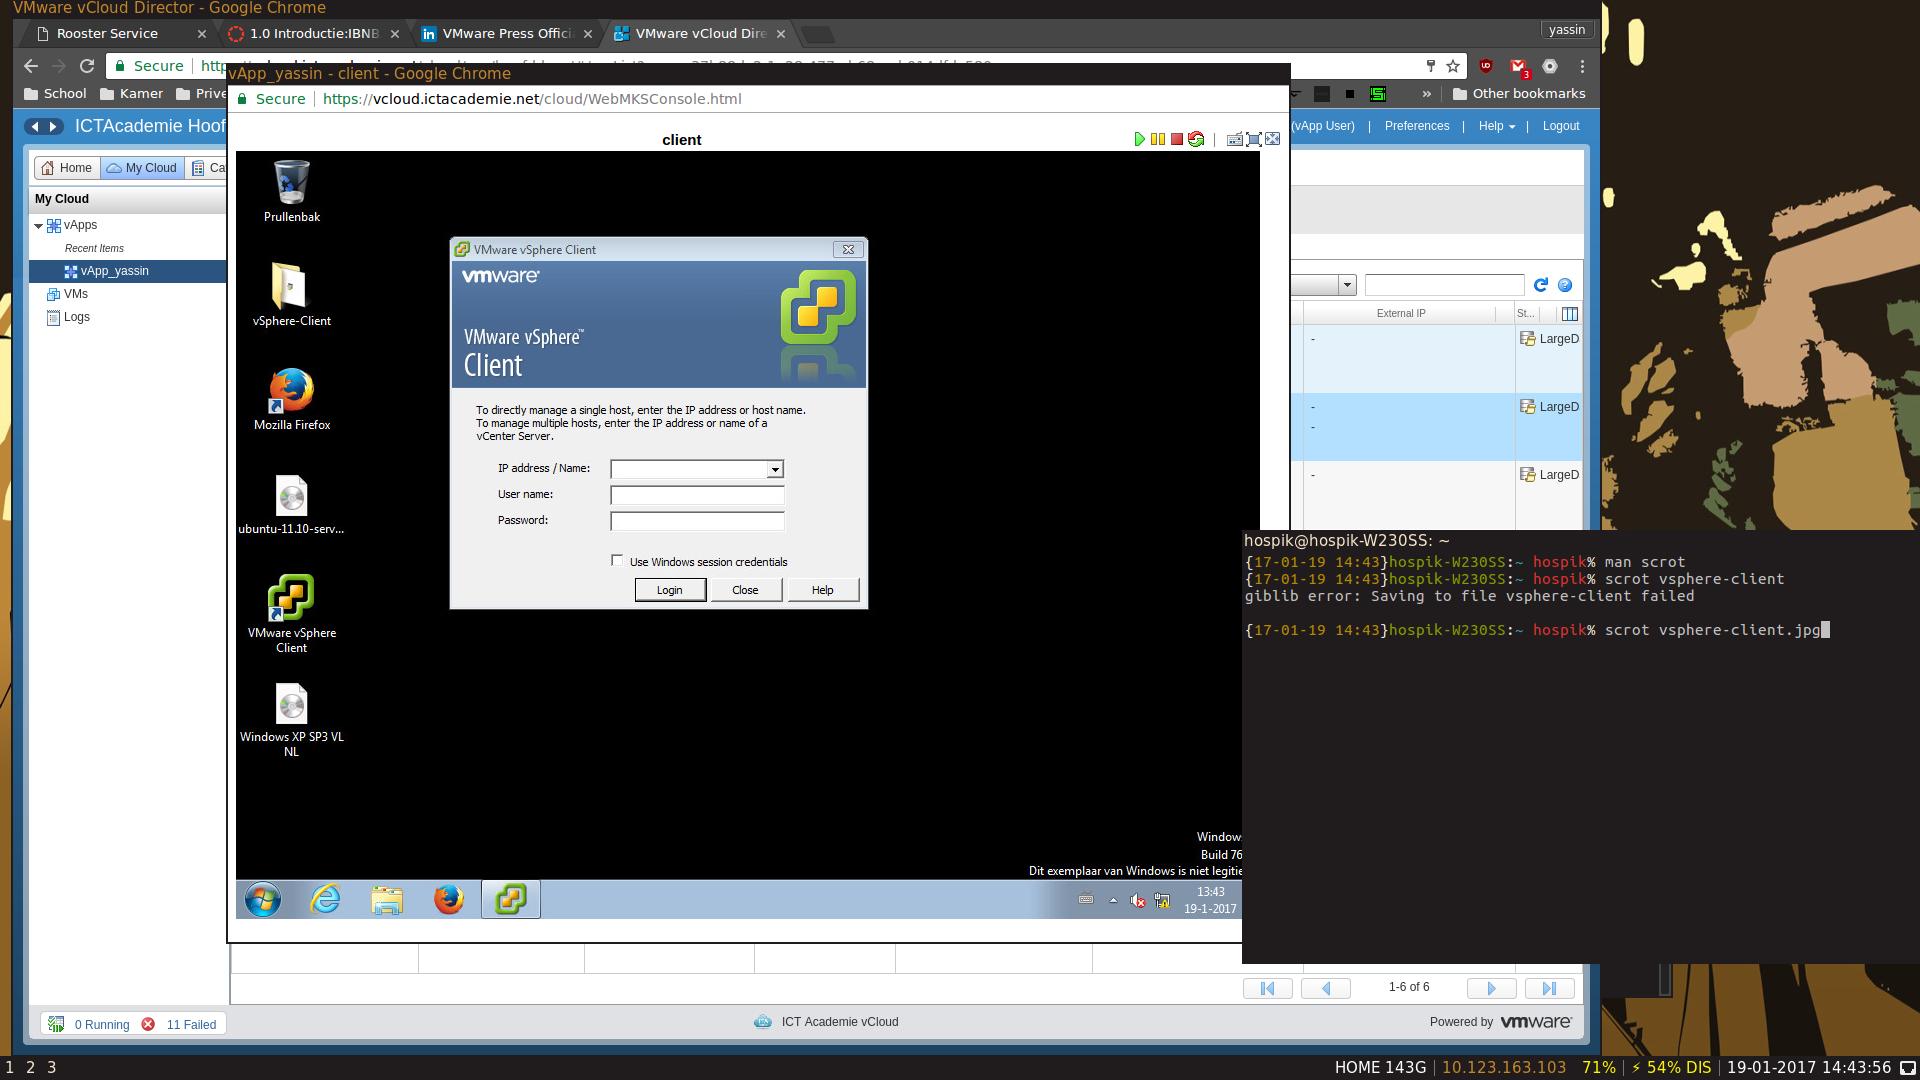 VMware vCloud Director - Google Chrome
Rooster Service
1.0 Introductie:IBNB
VMware Press Offici
VMware vCloud Dire
yassin
Secure
http
3
School
Kamer
Prive
»
Other bookmarks
vApp_yassin - client - Google Chrome
Secure
https://vcloud.ictacademie.net/cloud/WebMKSConsole.html
ICTAcademie Hoof
(vApp User) | Preferences | Help | Logout
client
Home
My Cloud
Ca
My Cloud
vApps
Recent Items
vApp_yassin
VMs
Logs
External IP
St...
-
LargeD
-
LargeD
-
-
LargeD
Prullenbak
vSphere-Client
Mozilla Firefox
ubuntu-11.10-serv...
VMware vSphere
Client
Windows XP SP3 VL
NL
VMware vSphere Client
vmware
VMware vSphere™
Client
To directly manage a single host, enter the IP address or host name.
To manage multiple hosts, enter the IP address or name of a
vCenter Server.
IP address / Name:
User name:
Password:
Use Windows session credentials
Login
Close
Help
hospik@hospik-W230SS: ~
{17-01-19 14:43}hospik-W230SS:~ hospik% man scrot
{17-01-19 14:43}hospik-W230SS:~ hospik% scrot vsphere-client
giblib error: Saving to file vsphere-client failed
{17-01-19 14:43}hospik-W230SS:~ hospik% scrot vsphere-client.jpg
Window
Build 76
Dit exemplaar van Windows is niet legitie
13:43
19-1-2017
1-6 of 6
0 Running
11 Failed
ICT Academie vCloud
Powered by vmware
1 2 3
HOME 143G | 10.123.163.103 71% | ⚡ 54% DIS | 19-01-2017 14:43:56